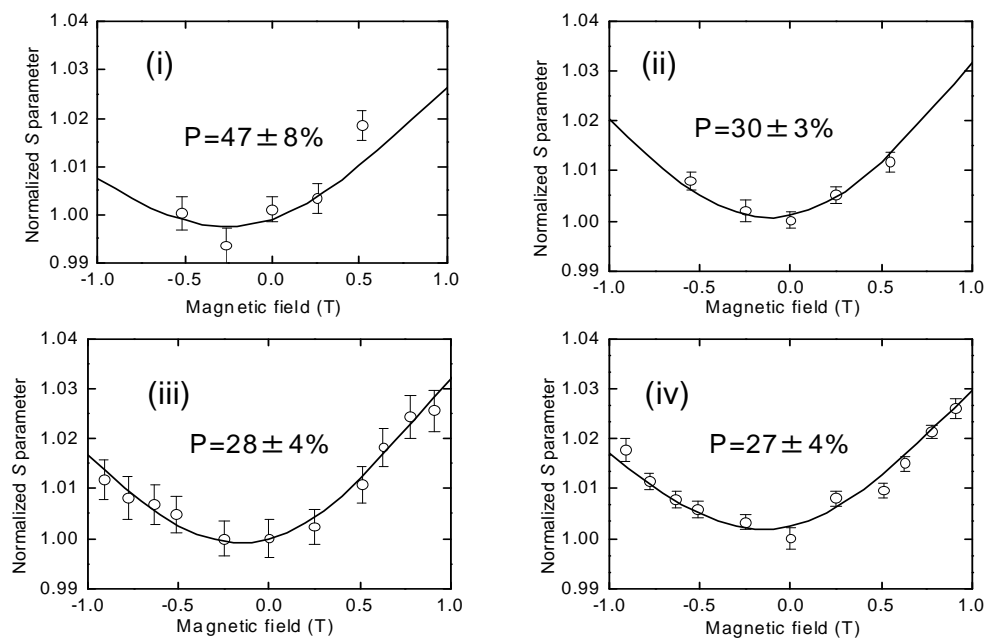 1.04
1.03
1.02
1.01
1.00
0.99
Normalized S parameter
(i)
P=47±8%
-1.0 -0.5 0.0 0.5 1.0
Magnetic field (T)
1.04
1.03
1.02
1.01
1.00
0.99
Normalized S parameter
(ii)
P=30±3%
-1.0 -0.5 0.0 0.5 1.0
Magnetic field (T)
1.04
1.03
1.02
1.01
1.00
0.99
Normalized S parameter
(iii)
P=28±4%
-1.0 -0.5 0.0 0.5 1.0
Magnetic field (T)
1.04
1.03
1.02
1.01
1.00
0.99
Normalized S parameter
(iv)
P=27±4%
-1.0 -0.5 0.0 0.5 1.0
Magnetic field (T)